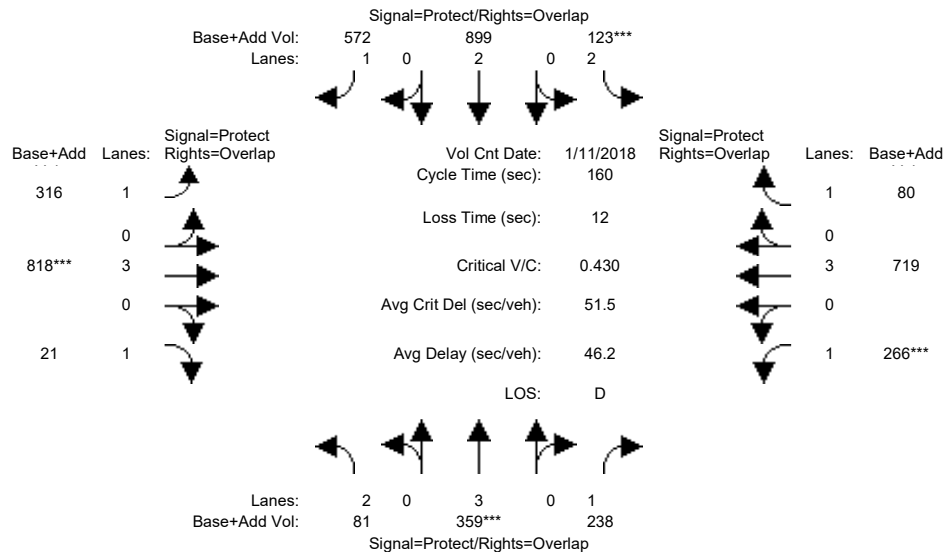 Signal=Protect/Rights=Overlap
Base+Add Vol: 572 899 123***
Lanes: 1 0 2 0 2
Signal=Protect
Base+Add Lanes: Rights=Overlap
Vol Cnt Date: 1/11/2018
Signal=Protect
Rights=Overlap Lanes: Base+Add
316 1
Cycle Time (sec): 160
1 80
0
Loss Time (sec): 12
0
818*** 3
Critical V/C: 0.430
3 719
0
Avg Crit Del (sec/veh): 51.5
0
21 1
Avg Delay (sec/veh): 46.2
1 266***
LOS: D
Lanes: 2 0 3 0 1
Base+Add Vol: 81 359*** 238
Signal=Protect/Rights=Overlap